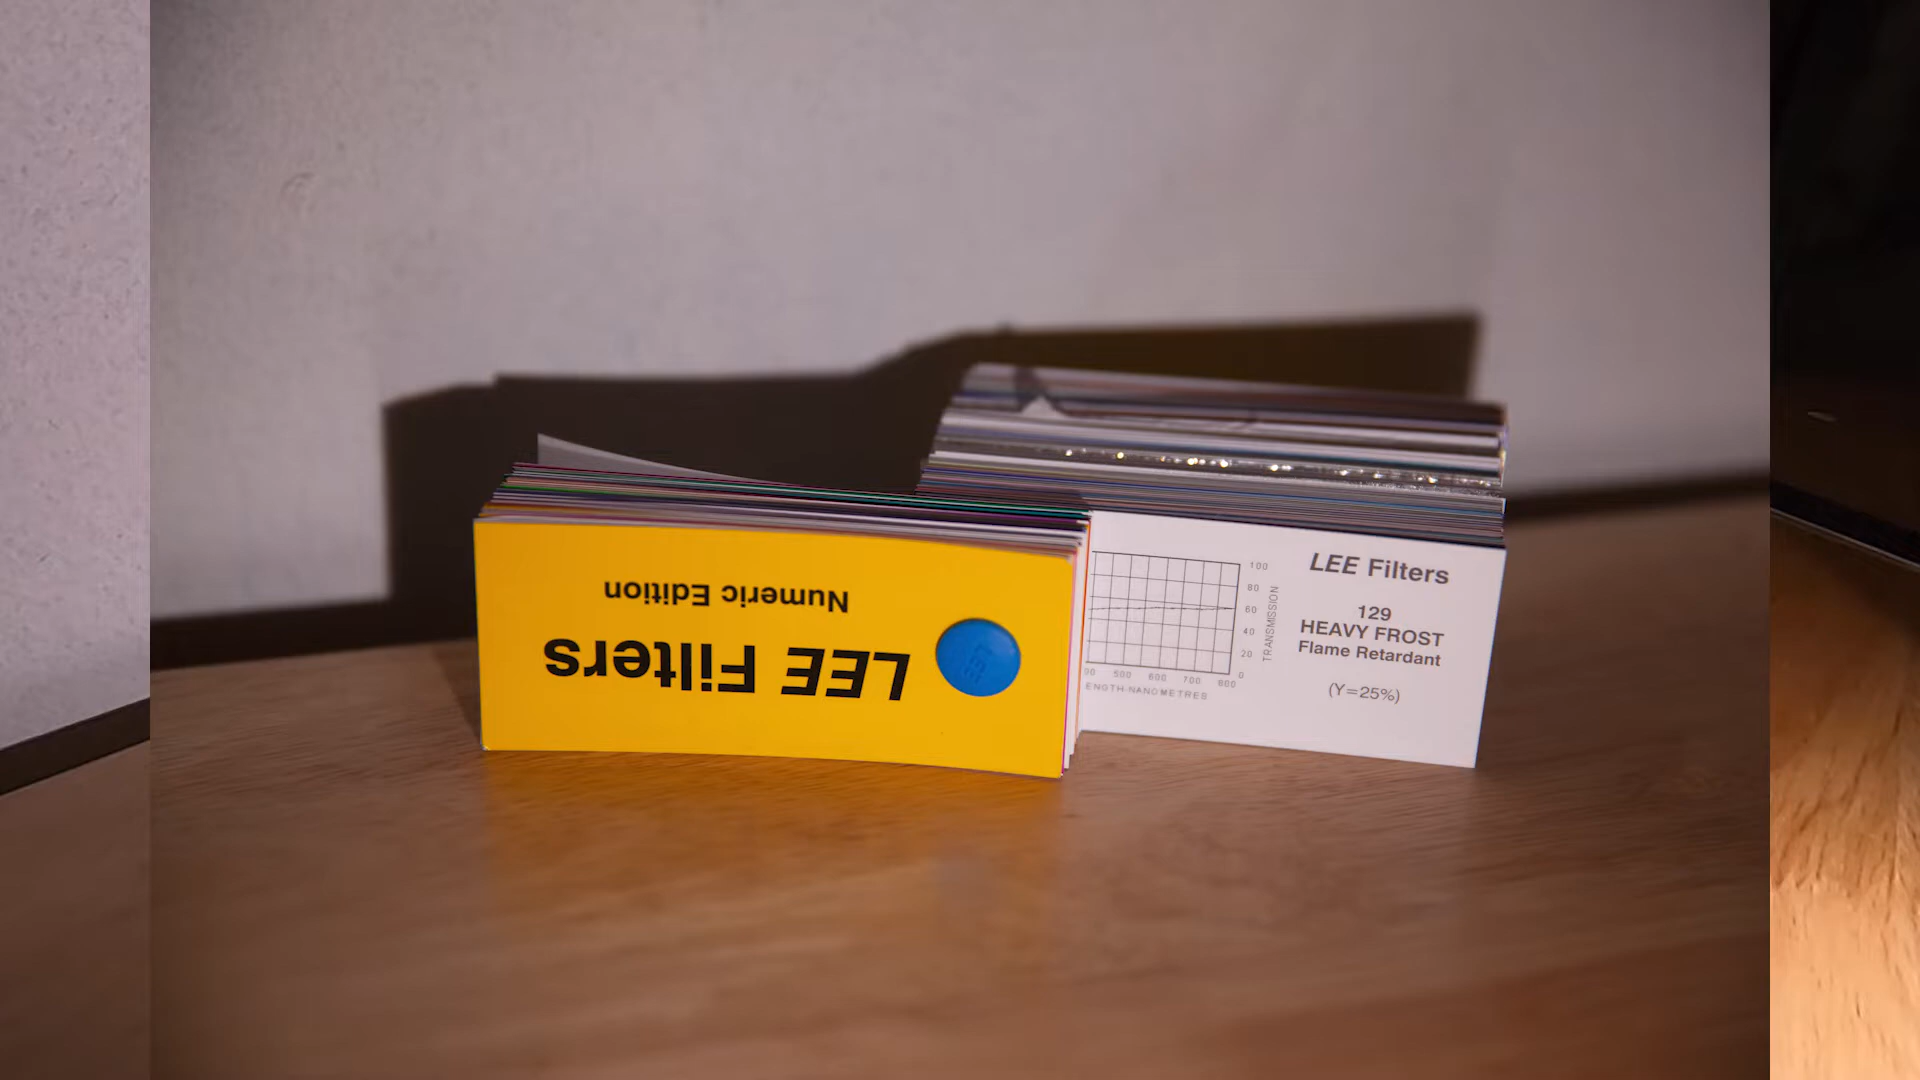 Numeric Edition
LEE Filters
LEE
LEE Filters
129
HEAVY FROST
Flame Retardant
(Y=25%)
100
80
60
40
20
0
TRANSMISSION
500 600 700 800